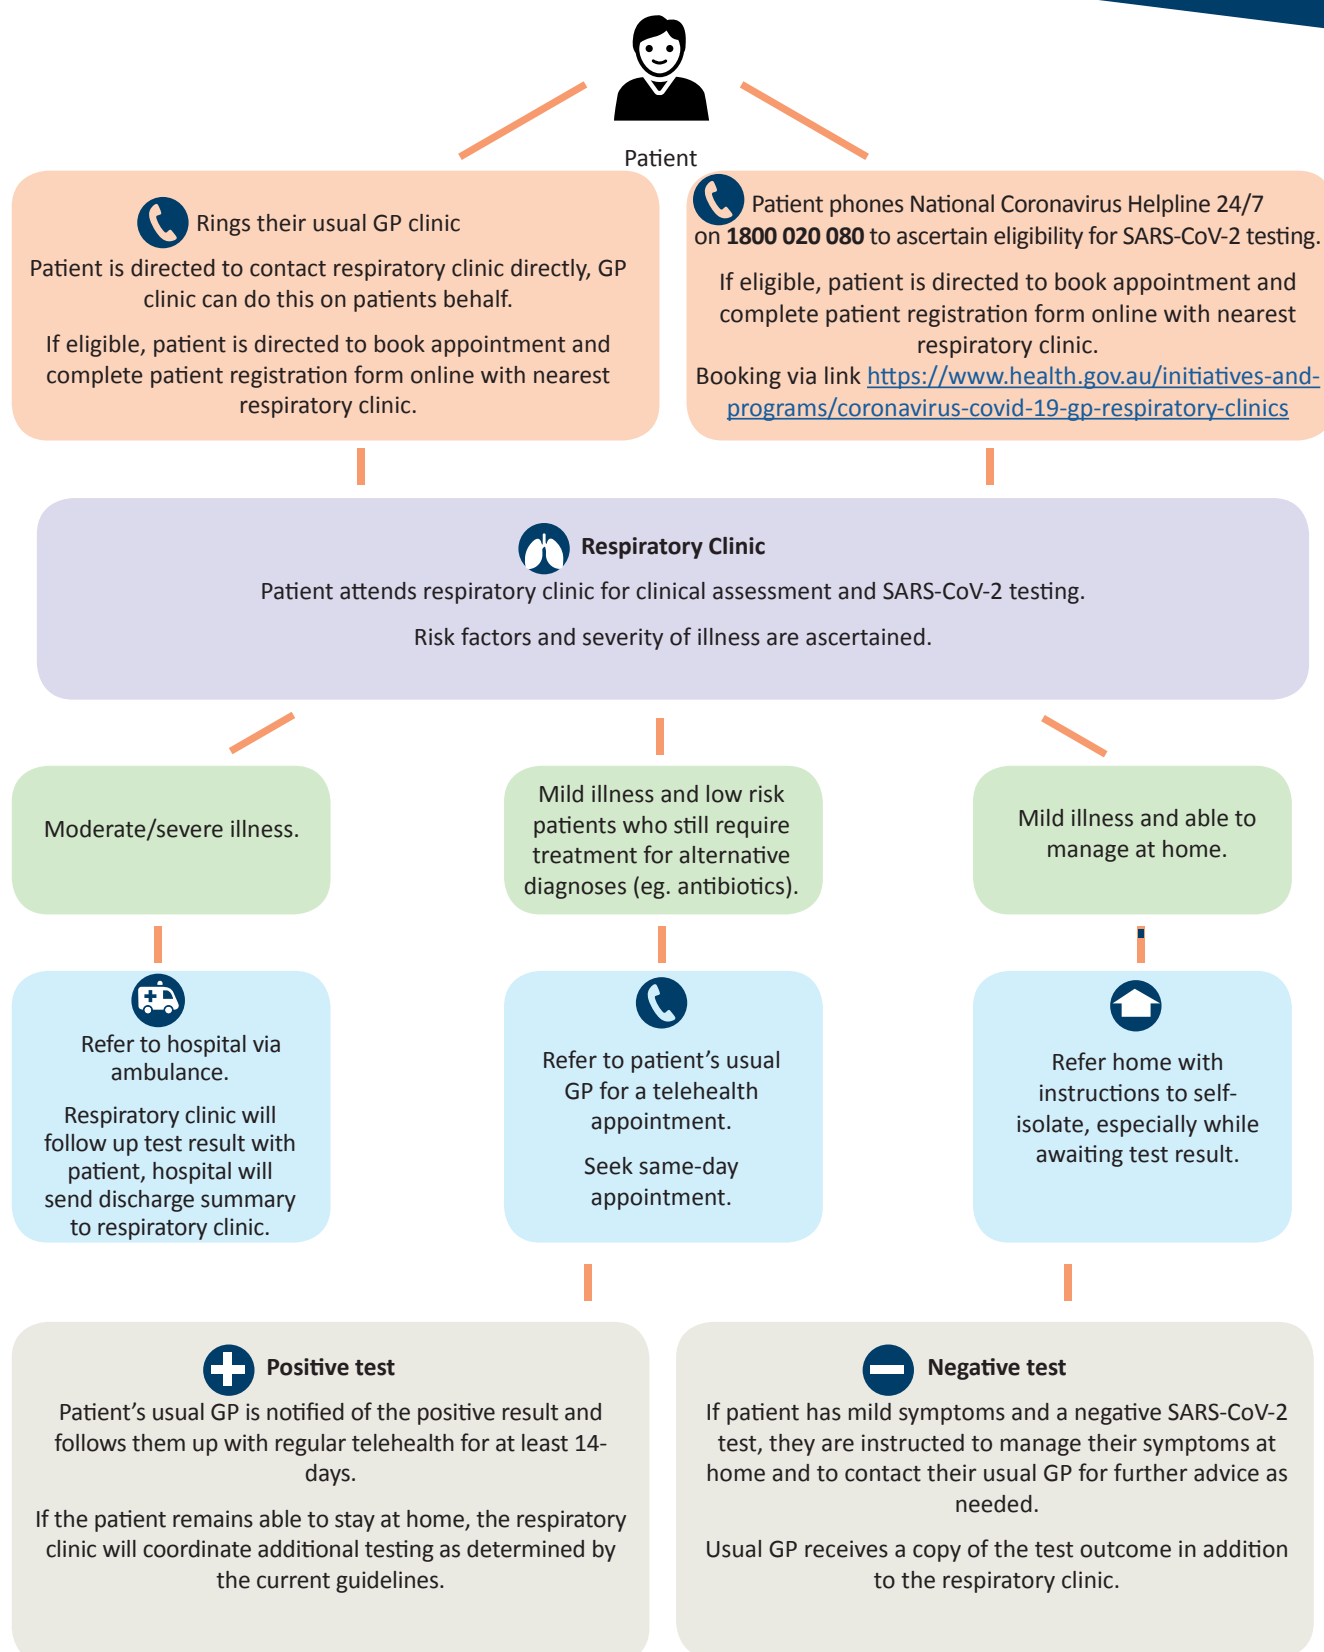 Patient
Rings their usual GP clinic
Patient is directed to contact respiratory clinic directly, GP
clinic can do this on patients behalf.
If eligible, patient is directed to book appointment and
complete patient registration form online with nearest
respiratory clinic.
Patient phones National Coronavirus Helpline 24/7
on 1800 020 080 to ascertain eligibility for SARS-CoV-2 testing.
If eligible, patient is directed to book appointment and
complete patient registration form online with nearest
respiratory clinic.
Booking via link https://www.health.gov.au/initiatives-and-
programs/coronavirus-covid-19-gp-respiratory-clinics
Respiratory Clinic
Patient attends respiratory clinic for clinical assessment and SARS-CoV-2 testing.
Risk factors and severity of illness are ascertained.
Moderate/severe illness.
Mild illness and low risk
patients who still require
treatment for alternative
diagnoses (eg. antibiotics).
Mild illness and able to
manage at home.
Refer to hospital via
ambulance.
Respiratory clinic will
follow up test result with
patient, hospital will
send discharge summary
to respiratory clinic.
Refer to patient's usual
GP for a telehealth
appointment.
Seek same-day
appointment.
Refer home with
instructions to self-
isolate, especially while
awaiting test result.
Positive test
Patient's usual GP is notified of the positive result and
follows them up with regular telehealth for at least 14-
days.
If the patient remains able to stay at home, the respiratory
clinic will coordinate additional testing as determined by
the current guidelines.
Negative test
If patient has mild symptoms and a negative SARS-CoV-2
test, they are instructed to manage their symptoms at
home and to contact their usual GP for further advice as
needed.
Usual GP receives a copy of the test outcome in addition
to the respiratory clinic.